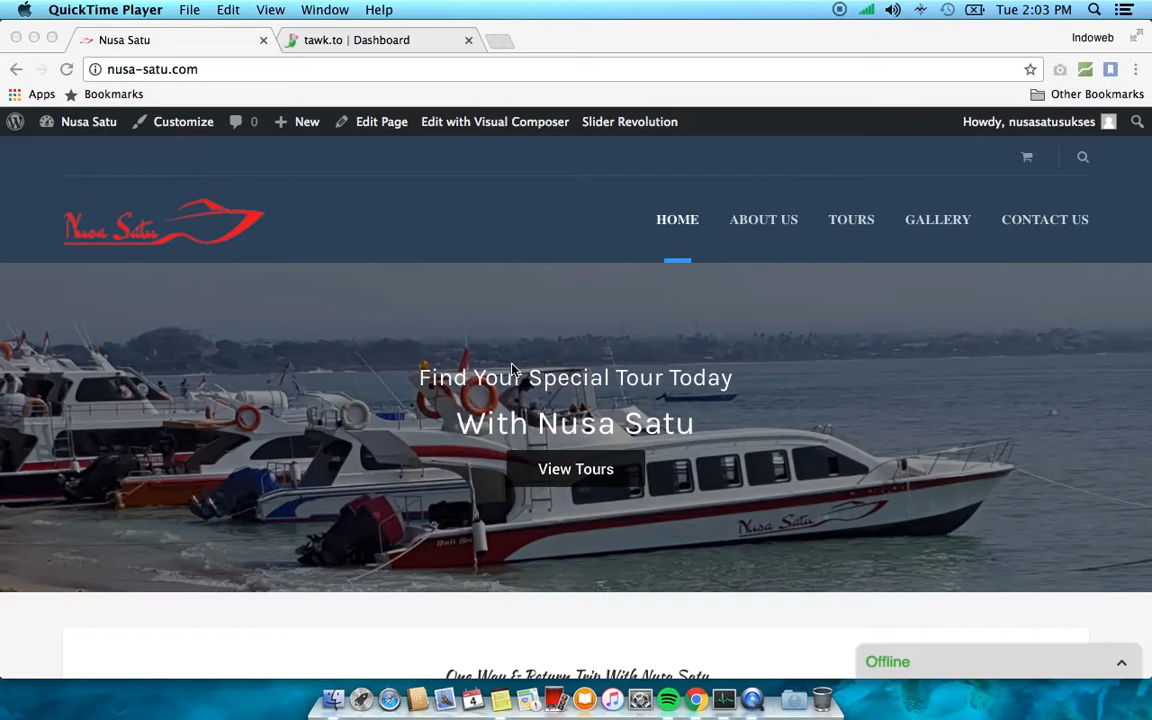 QuickTime Player File Edit View Window Help Tue 2:03 PM
Nusa Satu tawk.to | Dashboard Indoweb
nusa-satu.com
Apps Bookmarks Other Bookmarks
Nusa Satu Customize 0 New Edit Page Edit with Visual Composer Slider Revolution Howdy, nusasatusukses
Nusa Satu
HOME ABOUT US TOURS GALLERY CONTACT US
Find Your Special Tour Today
With Nusa Satu
View Tours
Nusa Satu
One Way & Return Trip With Nusa Satu
Offline